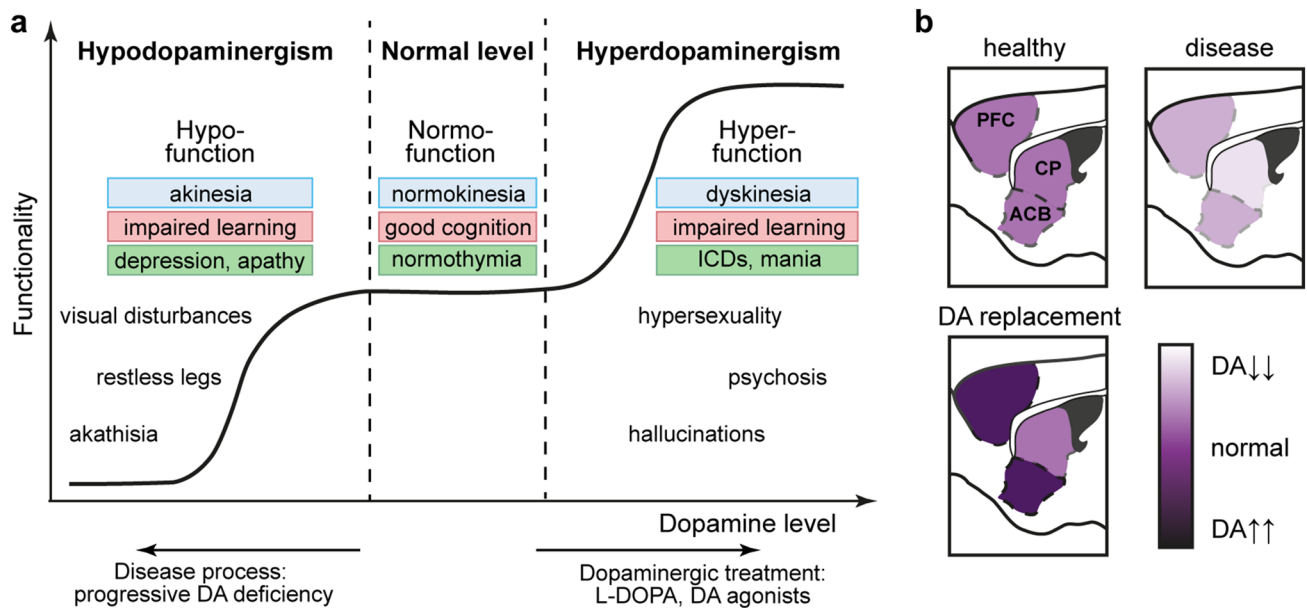 a
Hypodopaminergism
Normal level
Hyperdopaminergism
Hypo-
function
Normo-
function
Hyper-
function
akinesia
normokinesia
dyskinesia
impaired learning
good cognition
impaired learning
depression, apathy
normothymia
ICDs, mania
visual disturbances
hypersexuality
restless legs
psychosis
akathisia
hallucinations
Functionality
Dopamine level
Disease process:
progressive DA deficiency
Dopaminergic treatment:
L-DOPA, DA agonists
b
healthy
disease
PFC
CP
ACB
DA replacement
DA↓↓
normal
DA↑↑